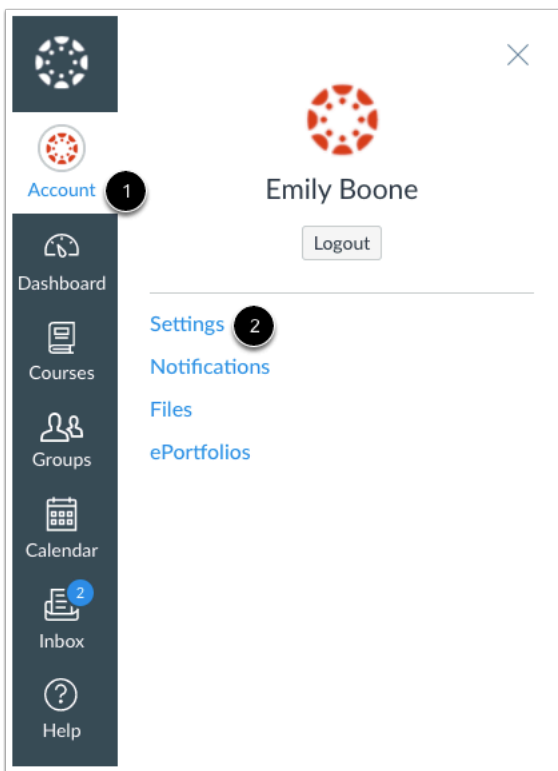 Account 1
Dashboard
Courses
Groups
Calendar
2
Inbox
?
Help
Emily Boone
Logout
Settings 2
Notifications
Files
ePortfolios